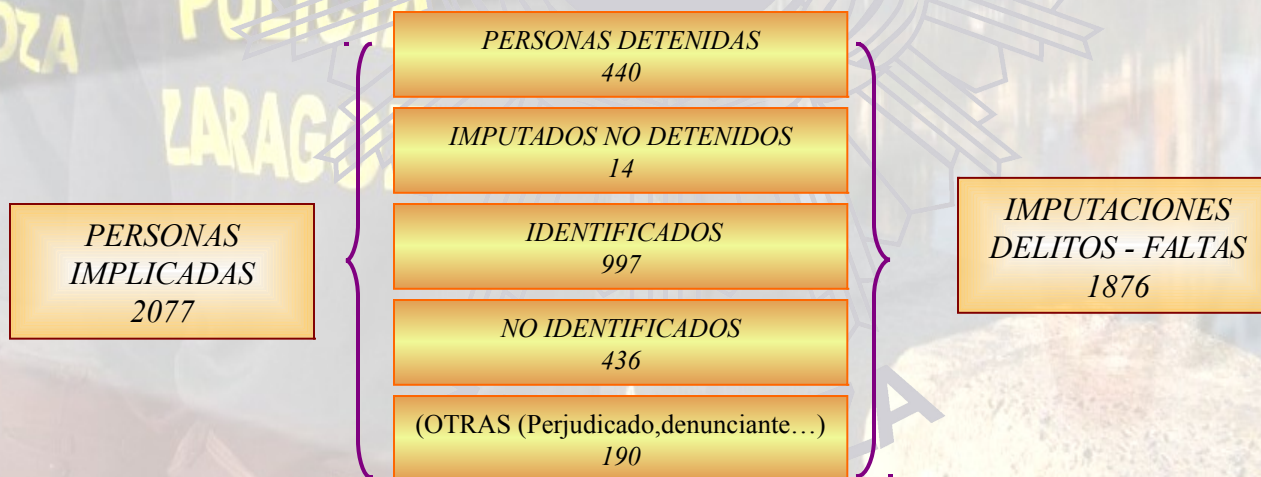 POLICIA
ZARAGOZA
PERSONAS
IMPLICADAS
2077
PERSONAS DETENIDAS
440
IMPUTADOS NO DETENIDOS
14
IDENTIFICADOS
997
NO IDENTIFICADOS
436
(OTRAS (Perjudicado,denunciante…)
190
IMPUTACIONES
DELITOS - FALTAS
1876